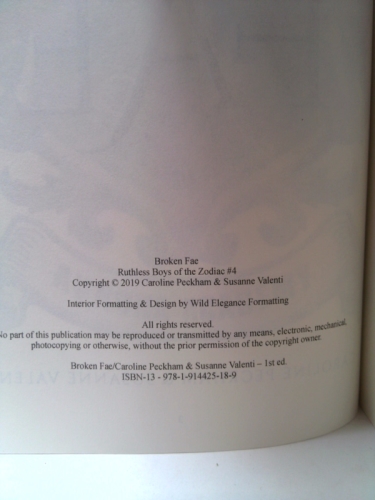 Broken Fae
Ruthless Boys of the Zodiac #4
Copyright © 2019 Caroline Peckham & Susanne Valenti
Interior Formatting & Design by Wild Elegance Formatting
All rights reserved.
No part of this publication may be reproduced or transmitted by any means, electronic, mechanical,
photocopying or otherwise, without the prior permission of the copyright owner.
Broken Fae/Caroline Peckham & Susanne Valenti – 1st ed.
ISBN-13 - 978-1-914425-18-9